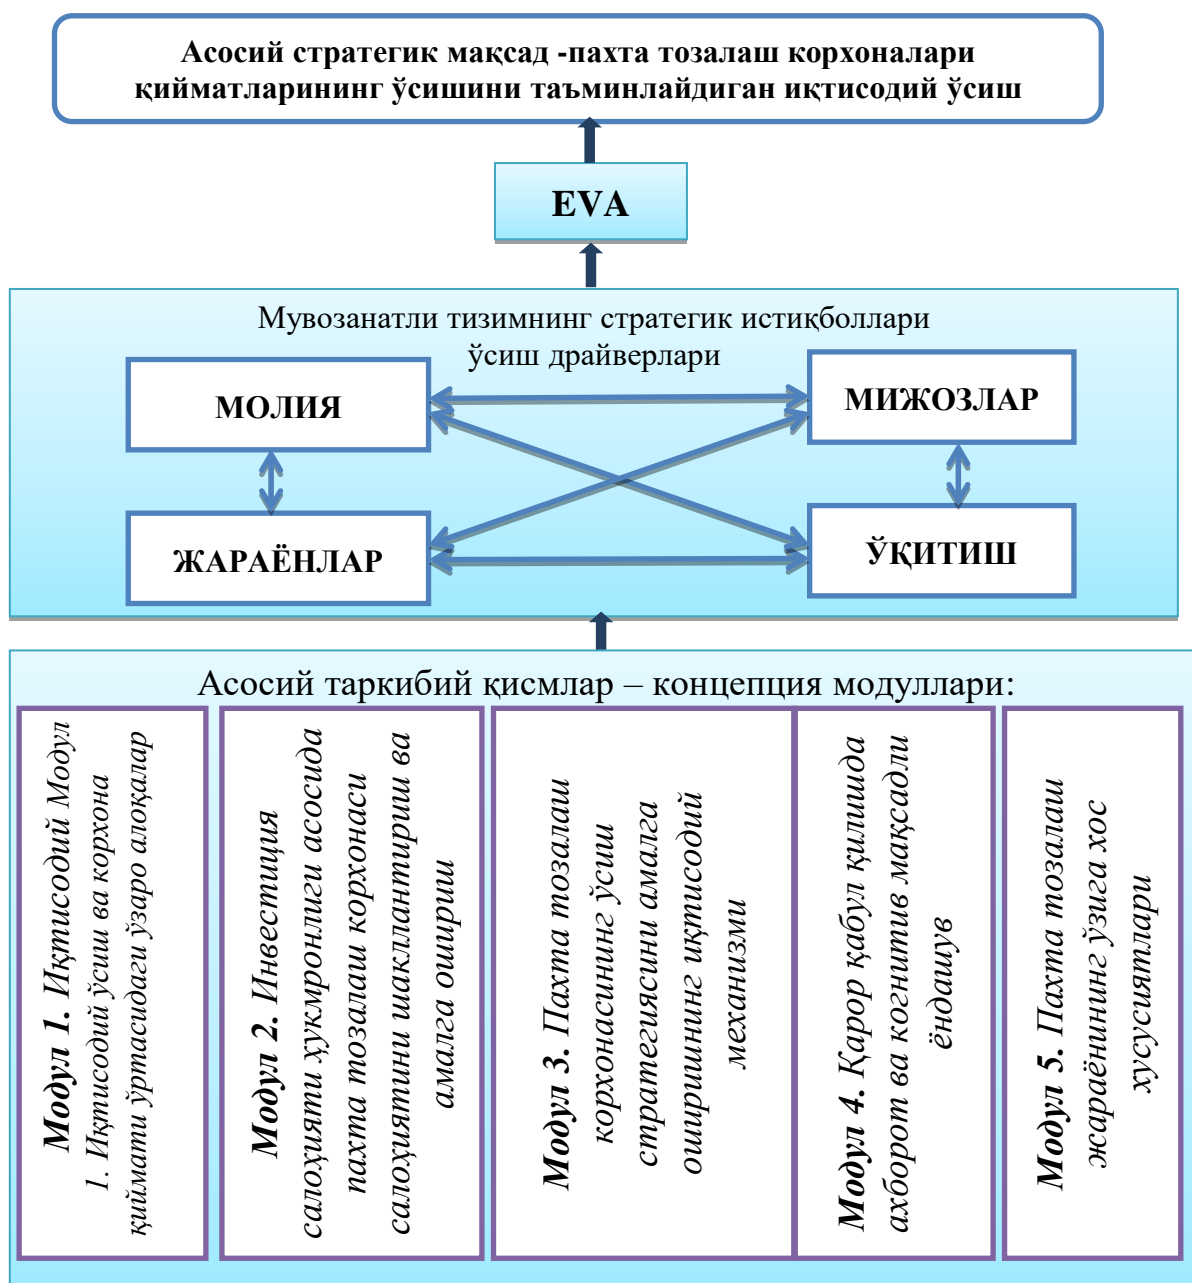 Асосий стратегик мақсад -пахта тозалаш корхоналари
қийматларининг ўсишини таъминлайдиган иқтисодий ўсиш
EVA
Мувозанатли тизимнинг стратегик истиқболлари
ўсиш драйверлари
МОЛИЯ
МИЖОЗЛАР
ЖАРАЁНЛАР
ЎҚИТИШ
Асосий таркибий қисмлар – концепция модуллари:
Модул 1. Иқтисодий Модул
1. Иқтисодий ўсиш ва корхона
қиймати ўртасидаги ўзаро алоқалар
Модул 2. Инвестиция
салоҳияти ҳукмронлиги асосида
пахта тозалаш корхонаси
салоҳиятини шакллантириш ва
амалга ошириш
Модул 3. Пахта тозалаш
корхонасининг ўсиш
стратегиясини амалга
оширишнинг иқтисодий
механизми
Модул 4. Қарор қабул қилишда
ахборот ва когнитив мақсадли
ёндашув
Модул 5. Пахта тозалаш
жараёнининг ўзига хос
хусусиятлари